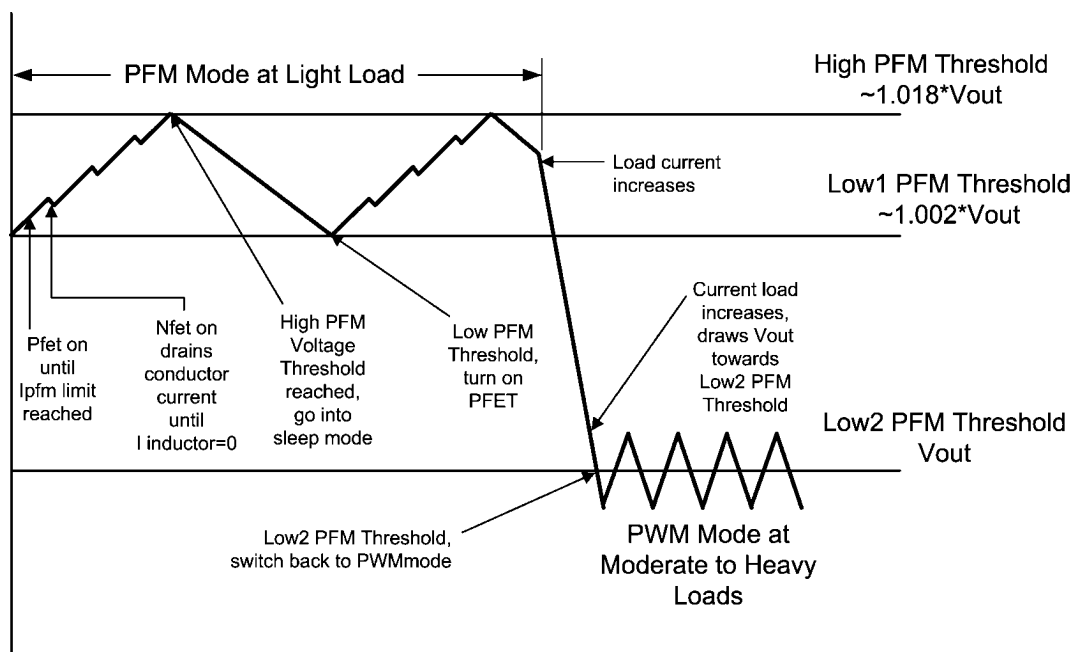 PFM Mode at Light Load
High PFM Threshold
~1.018*Vout
Load current
increases
Low1 PFM Threshold
~1.002*Vout
Pfet on
until
Ipfm limit
reached
Nfet on
drains
conductor
current
until
I inductor=0
High PFM
Voltage
Threshold
reached,
go into
sleep mode
Low PFM
Threshold,
turn on
PFET
Current load
increases,
draws Vout
towards
Low2 PFM
Threshold
Low2 PFM Threshold
Vout
Low2 PFM Threshold,
switch back to PWMmode
PWM Mode at
Moderate to Heavy
Loads